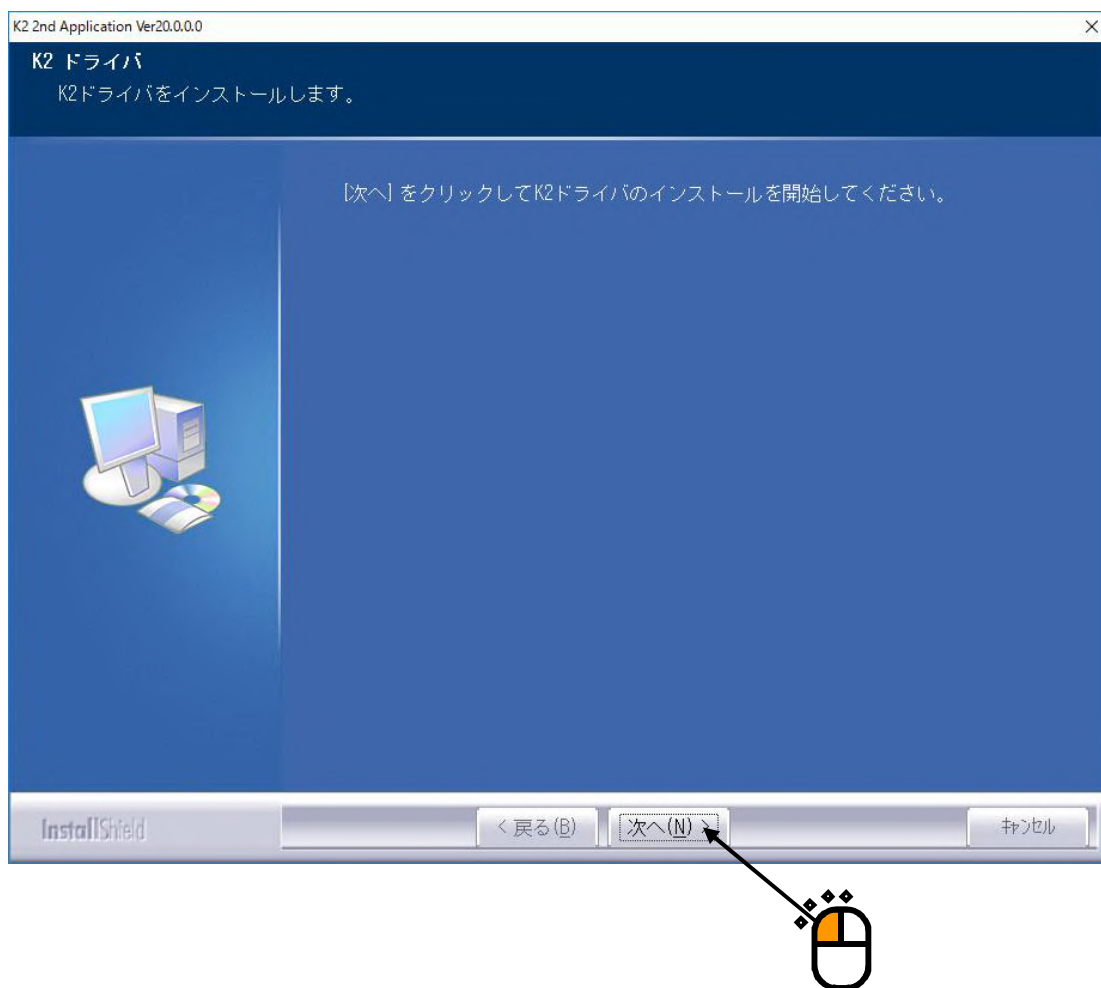 K2 2nd Application Ver20.0.0.0
K2 ドライバ
K2ドライバをインストールします。
[次へ] をクリックしてK2ドライバのインストールを開始してください。
InstallShield
< 戻る(B)
次へ(N) >
キャンセル